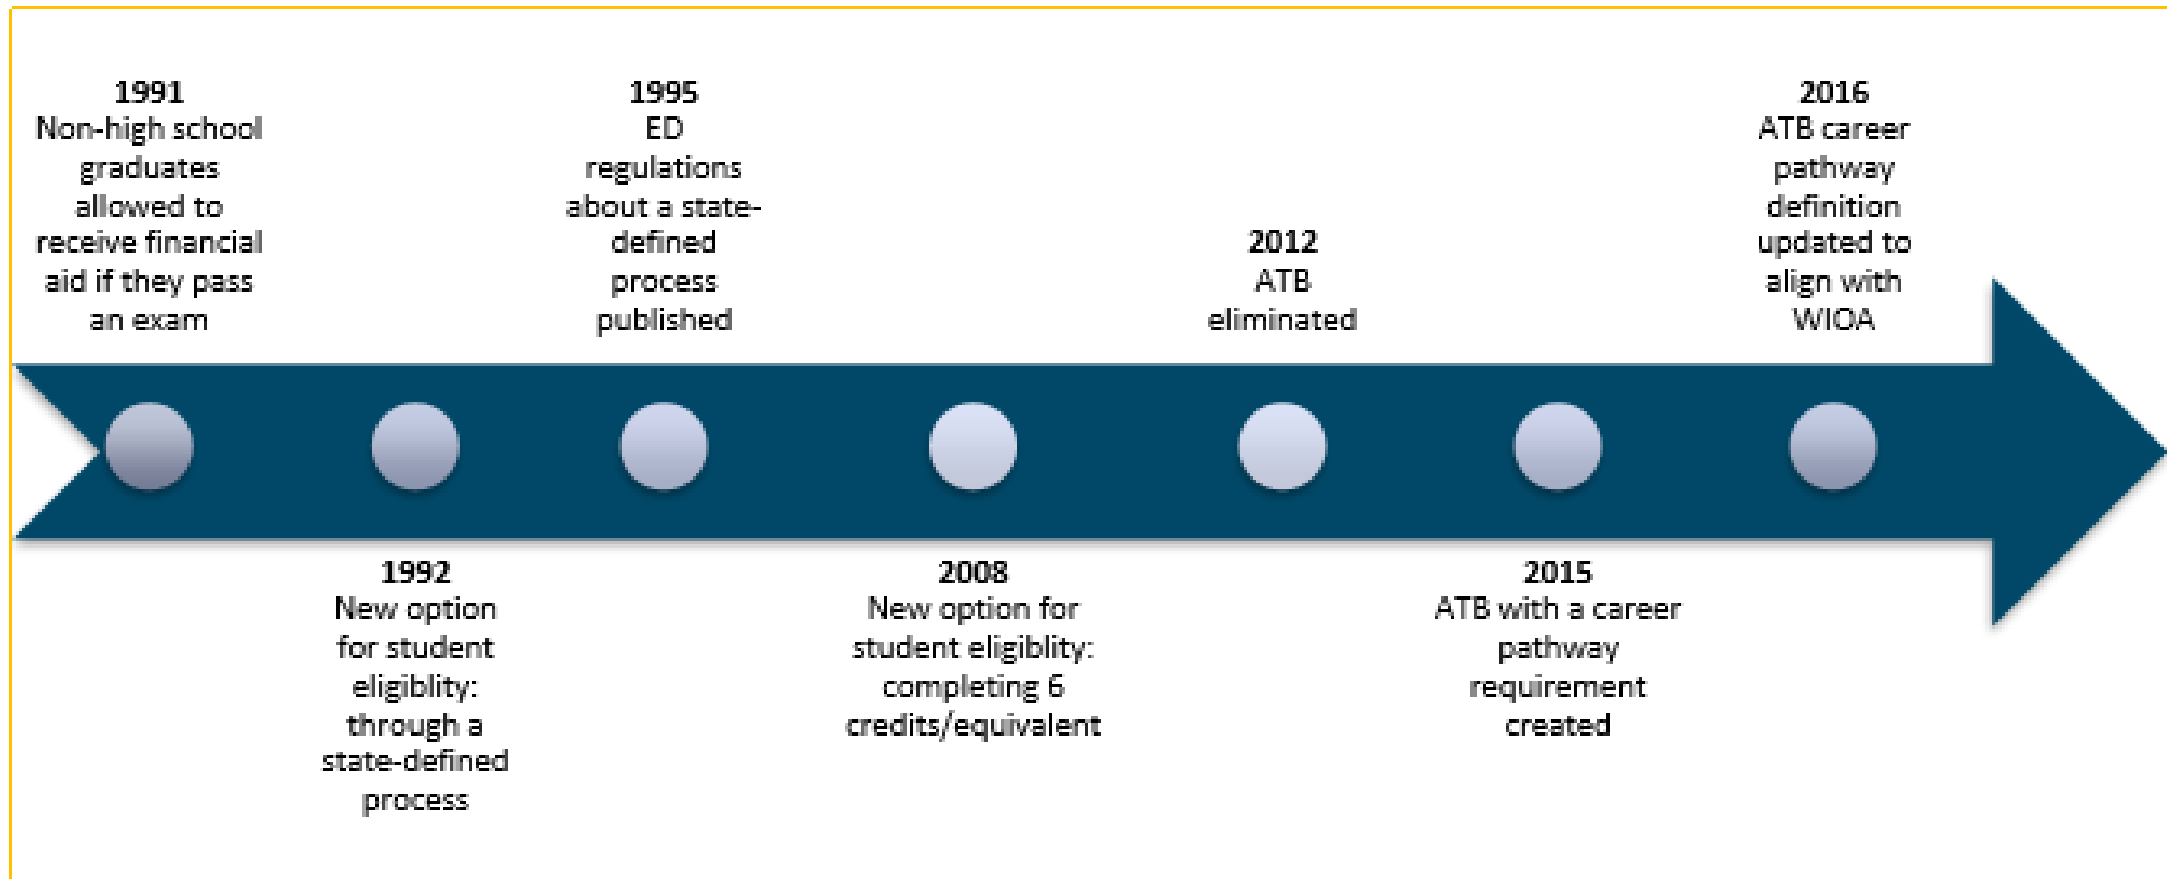 1991
Non-high school
graduates
allowed to
receive financial
aid if they pass
an exam
1992
New option
for student
eligiblity:
through a
state-defined
process
1995
ED
regulations
about a state-
defined
process
published
2008
New option for
student eligiblity:
completing 6
credits/equivalent
2012
ATB
eliminated
2015
ATB with a career
pathway
requirement
created
2016
ATB career
pathway
definition
updated to
align with
WIOA